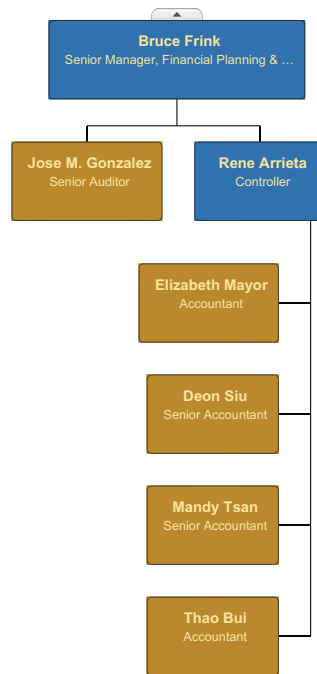 Bruce Frink
Senior Manager, Financial Planning & …
Jose M. Gonzalez
Senior Auditor
Rene Arrieta
Controller
Elizabeth Mayor
Accountant
Deon Siu
Senior Accountant
Mandy Tsan
Senior Accountant
Thao Bui
Accountant